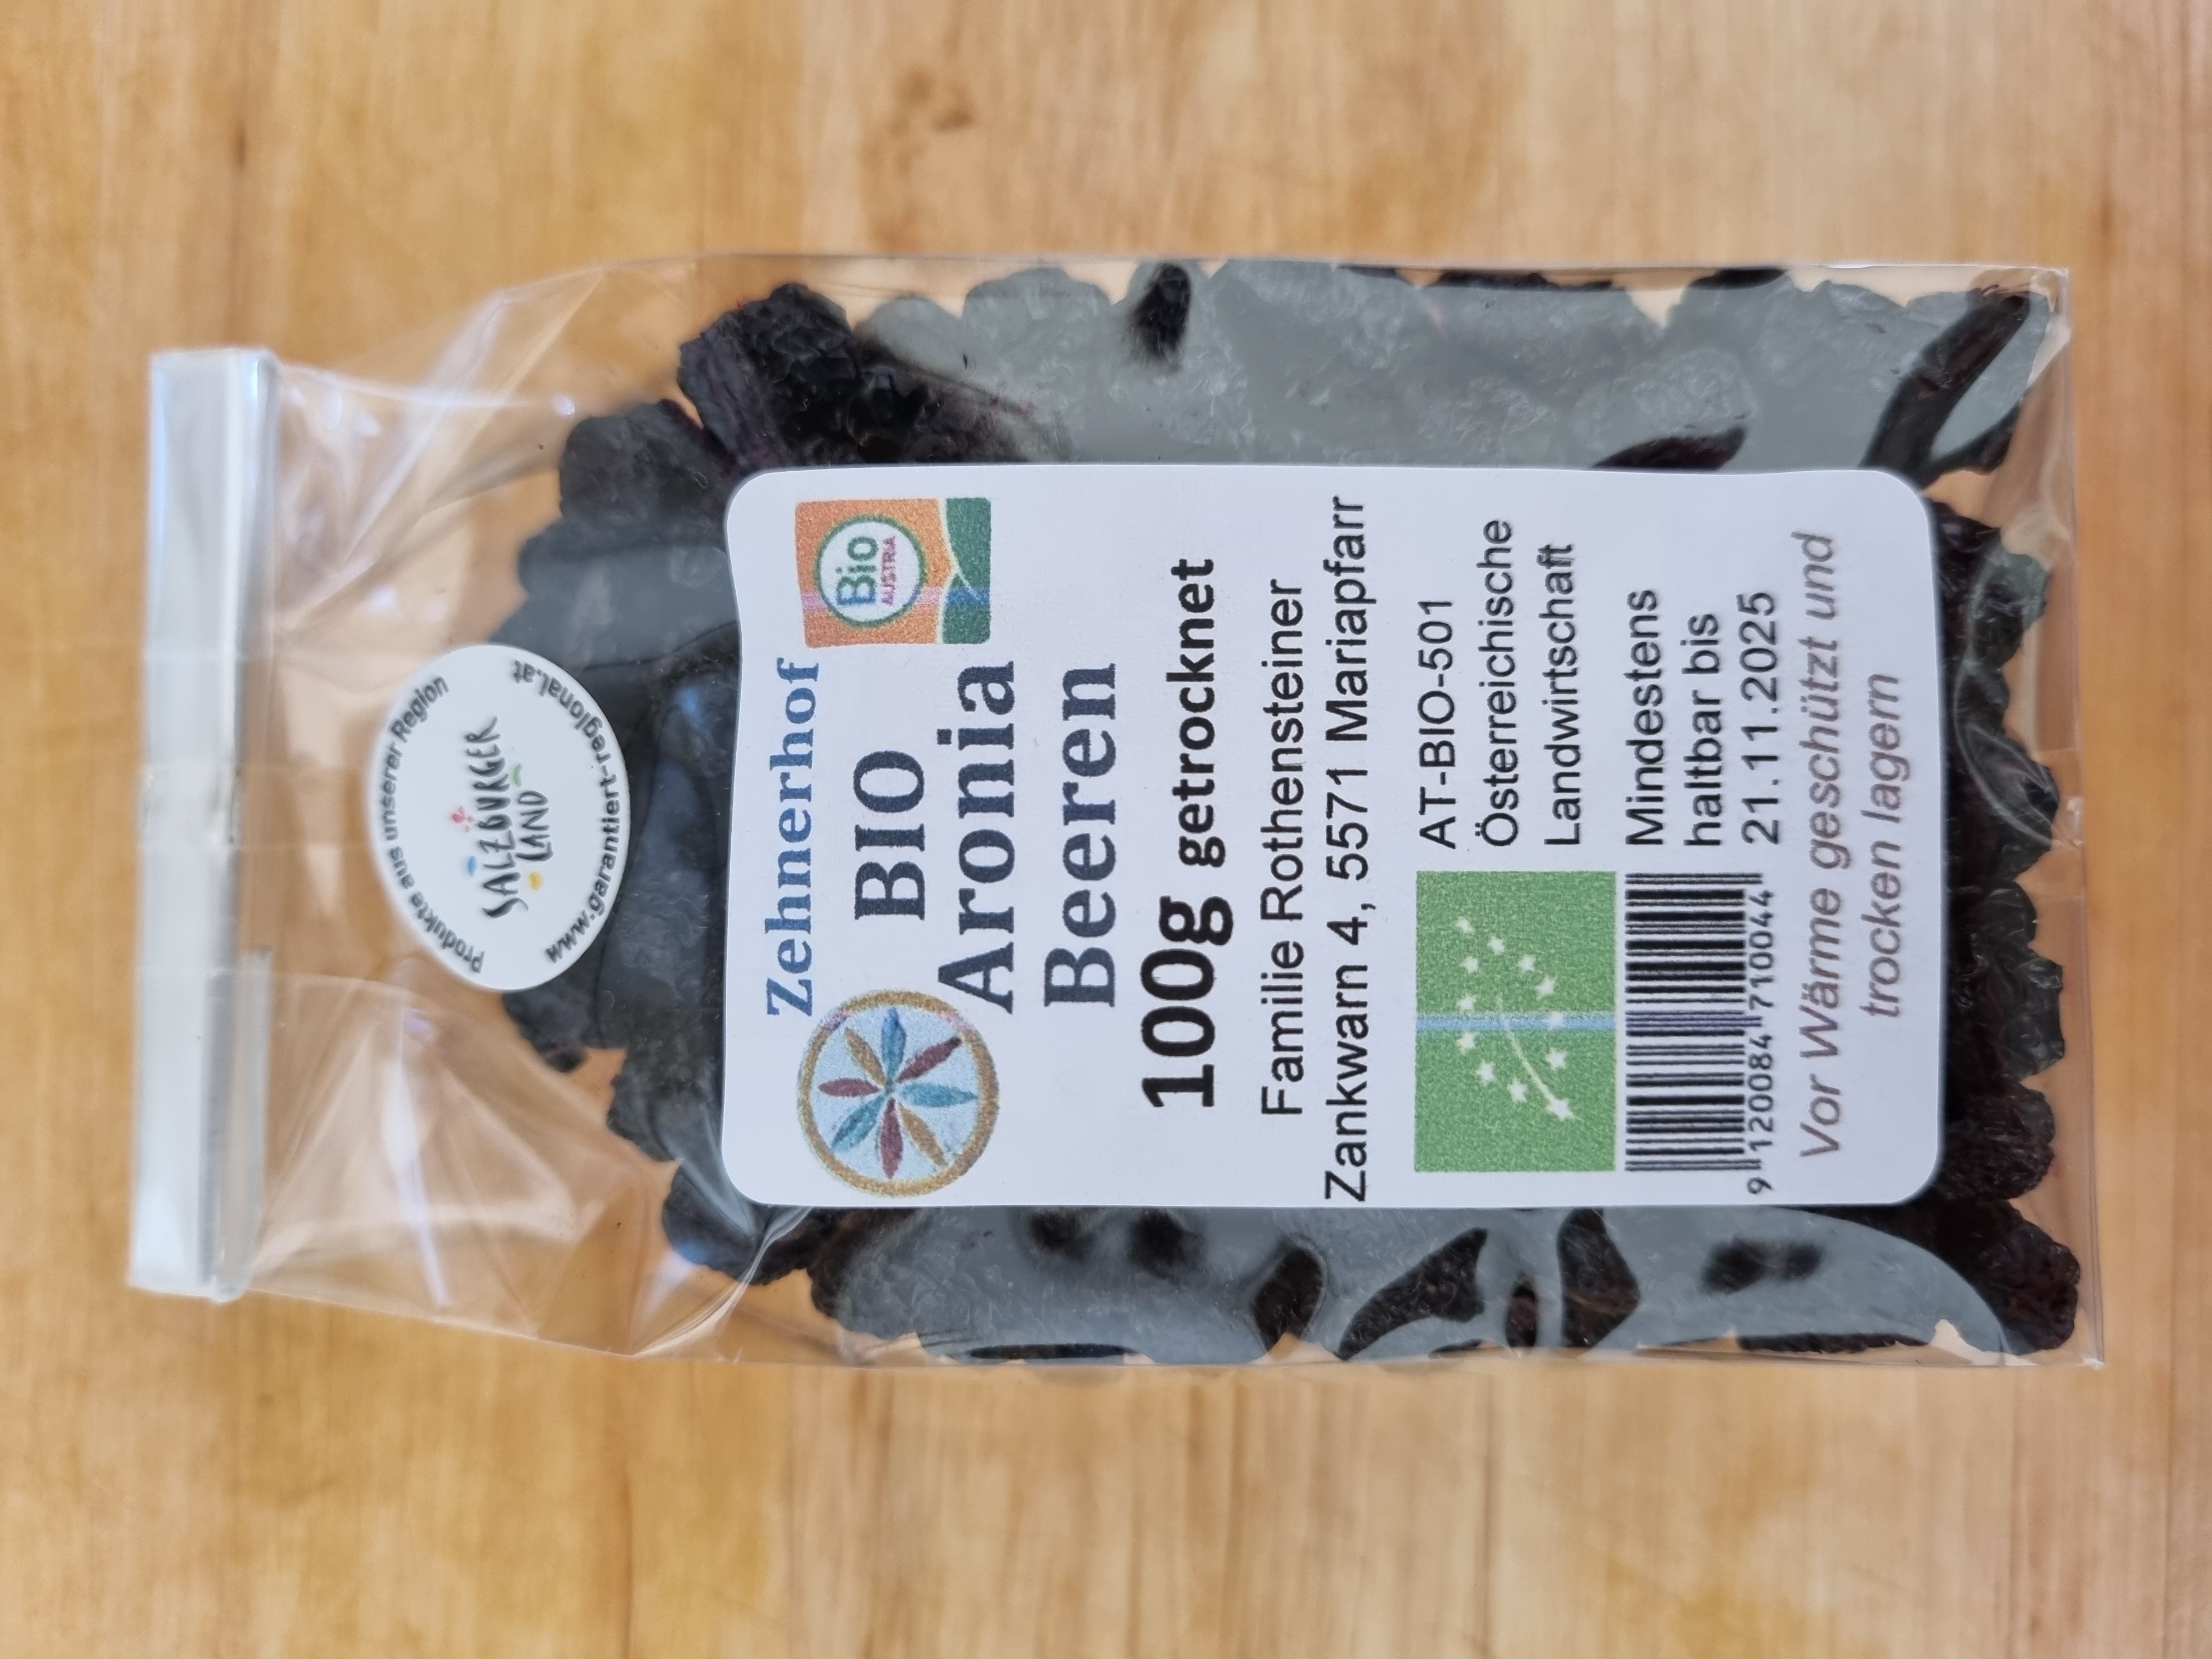 Produkte aus unserer Region
SALZBURGER
LAND
www.garantiert-regional.at
Zehnerhof
Bio
AUSTRIA
BIO
Aronia
Beeren
100g getrocknet
Familie Rothensteiner
Zankwarn 4, 5571 Mariapfarr
AT-BIO-501
Österreichische
Landwirtschaft
Mindestens
haltbar bis
21.11.2025
9 120084 710044
Vor Wärme geschützt und
trocken lagern